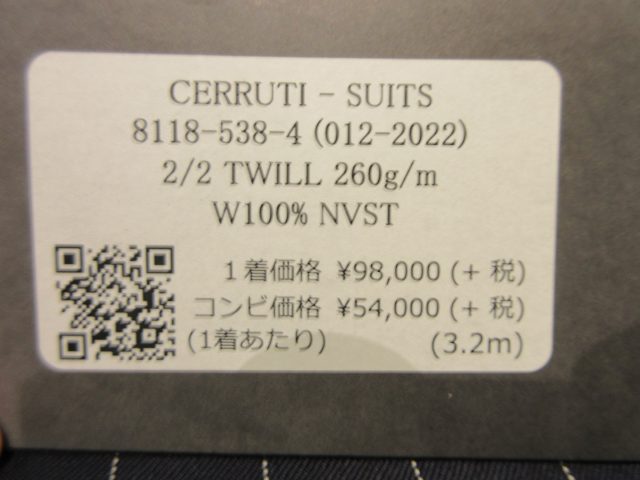 CERRUTI - SUITS
8118-538-4 (012-2022)
2/2 TWILL 260g/m
W100% NVST
1着価格 ¥98,000 (+ 税)
コンビ価格 ¥54,000 (+ 税)
(1着あたり) (3.2m)